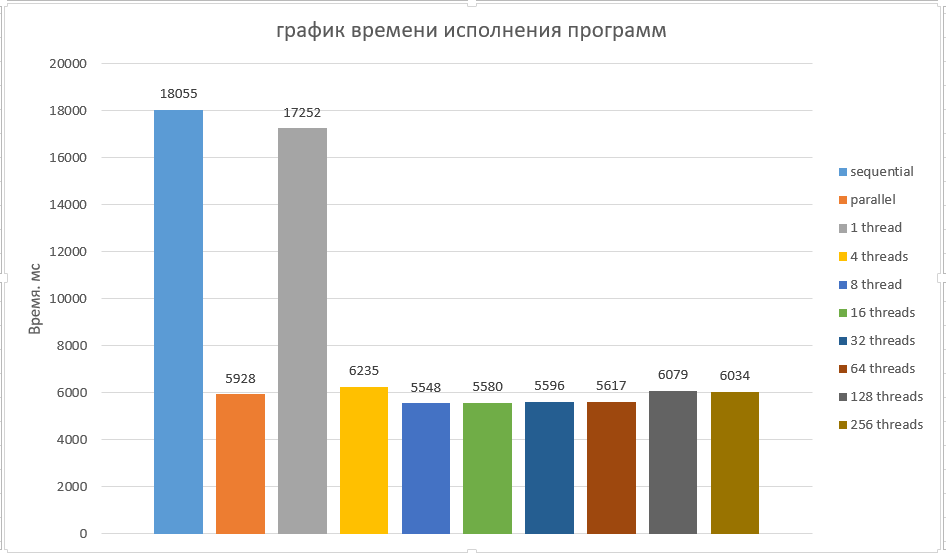 график времени исполнения программ
20000
18000
16000
14000
12000
10000
8000
6000
4000
2000
0
Время. мс
18055
5928
17252
6235
5548
5580
5596
5617
6079
6034
sequential
parallel
1 thread
4 threads
8 thread
16 threads
32 threads
64 threads
128 threads
256 threads